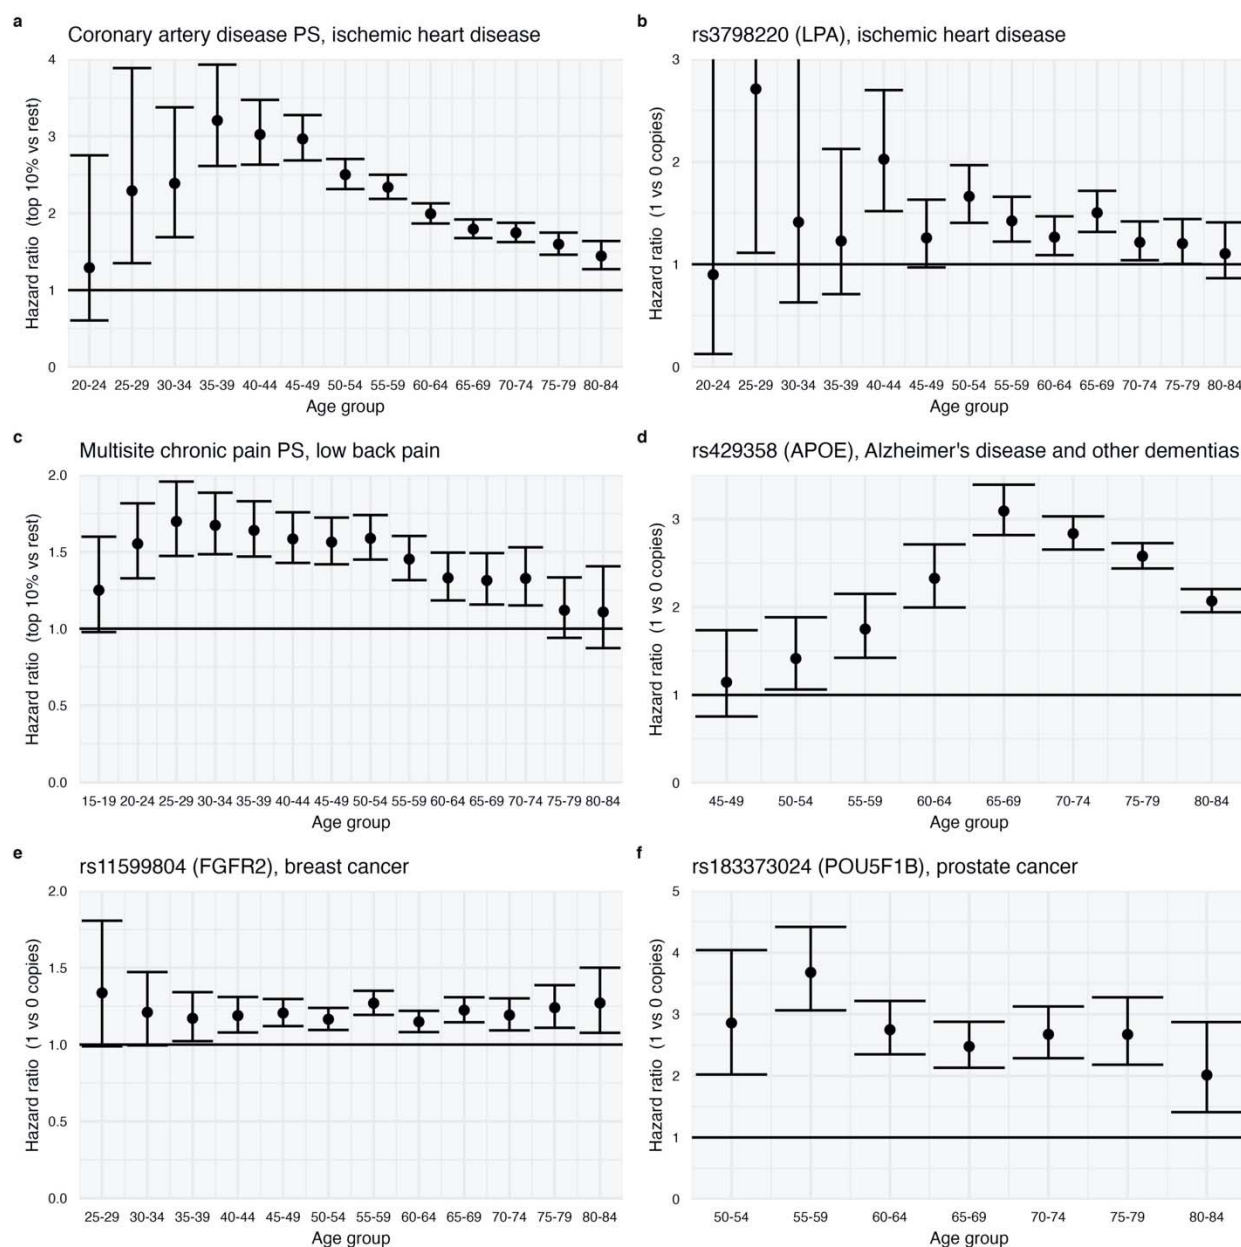 a
Coronary artery disease PS, ischemic heart disease
Hazard ratio (top 10% vs rest)
4
3
2
1
0
20-24 25-29 30-34 35-39 40-44 45-49 50-54 55-59 60-64 65-69 70-74 75-79 80-84
Age group
b
rs3798220 (LPA), ischemic heart disease
Hazard ratio (1 vs 0 copies)
3
2
1
0
20-24 25-29 30-34 35-39 40-44 45-49 50-54 55-59 60-64 65-69 70-74 75-79 80-84
Age group
c
Multisite chronic pain PS, low back pain
Hazard ratio (top 10% vs rest)
2.0
1.5
1.0
0.5
0.0
15-19 20-24 25-29 30-34 35-39 40-44 45-49 50-54 55-59 60-64 65-69 70-74 75-79 80-84
Age group
d
rs429358 (APOE), Alzheimer's disease and other dementias
Hazard ratio (1 vs 0 copies)
3
2
1
0
45-49 50-54 55-59 60-64 65-69 70-74 75-79 80-84
Age group
e
rs11599804 (FGFR2), breast cancer
Hazard ratio (1 vs 0 copies)
2.0
1.5
1.0
0.5
0.0
25-29 30-34 35-39 40-44 45-49 50-54 55-59 60-64 65-69 70-74 75-79 80-84
Age group
f
rs183373024 (POU5F1B), prostate cancer
Hazard ratio (1 vs 0 copies)
5
4
3
2
1
0
50-54 55-59 60-64 65-69 70-74 75-79 80-84
Age group